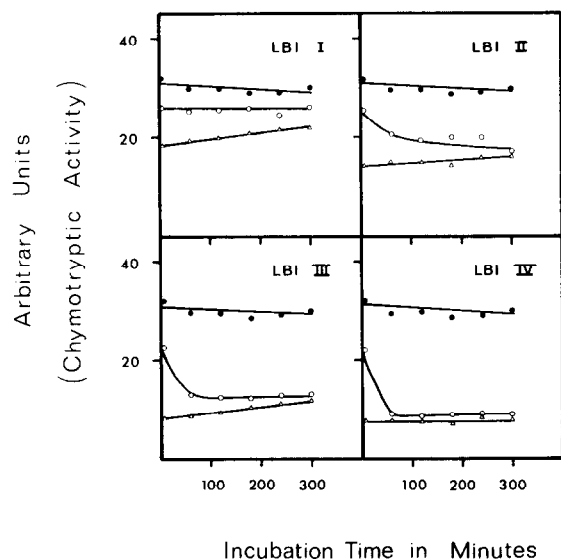 40
LBI I
LBI II
20
Arbitrary Units
(Chymotryptic Activity)
40
LBI III
LBI IV
20
100 200 300 100 200 300
Incubation Time in Minutes